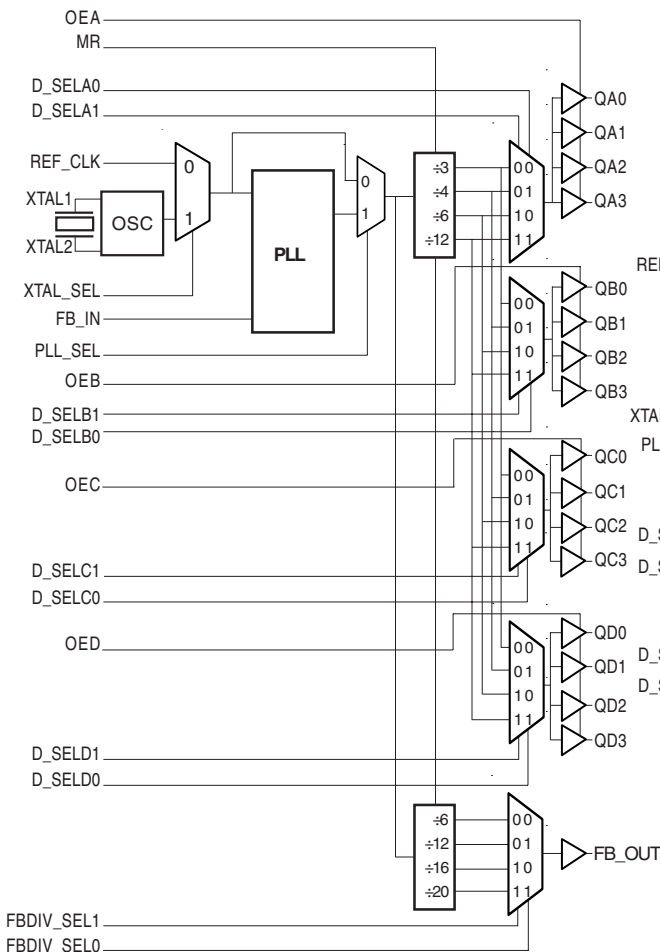 OEA
MR
D_SELA0
D_SELA1
REF_CLK
XTAL1
XTAL2
OSC
0
1
PLL
0
1
XTAL_SEL
FB_IN
PLL_SEL
÷3
÷4
÷6
÷12
00
01
10
11
QA0
QA1
QA2
QA3
OEB
D_SELB1
D_SELB0
00
01
10
11
QB0
QB1
QB2
QB3
OEC
D_SELC1
D_SELC0
00
01
10
11
QC0
QC1
QC2
QC3
OED
D_SELD1
D_SELD0
00
01
10
11
QD0
QD1
QD2
QD3
÷6
÷12
÷16
÷20
00
01
10
11
FB_OUT
FBDIV_SEL1
FBDIV_SEL0